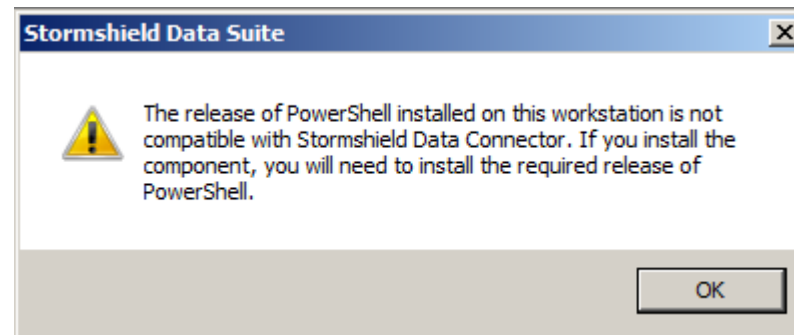 Stormshield Data Suite
The release of PowerShell installed on this workstation is not
compatible with Stormshield Data Connector. If you install the
component, you will need to install the required release of
PowerShell.
OK